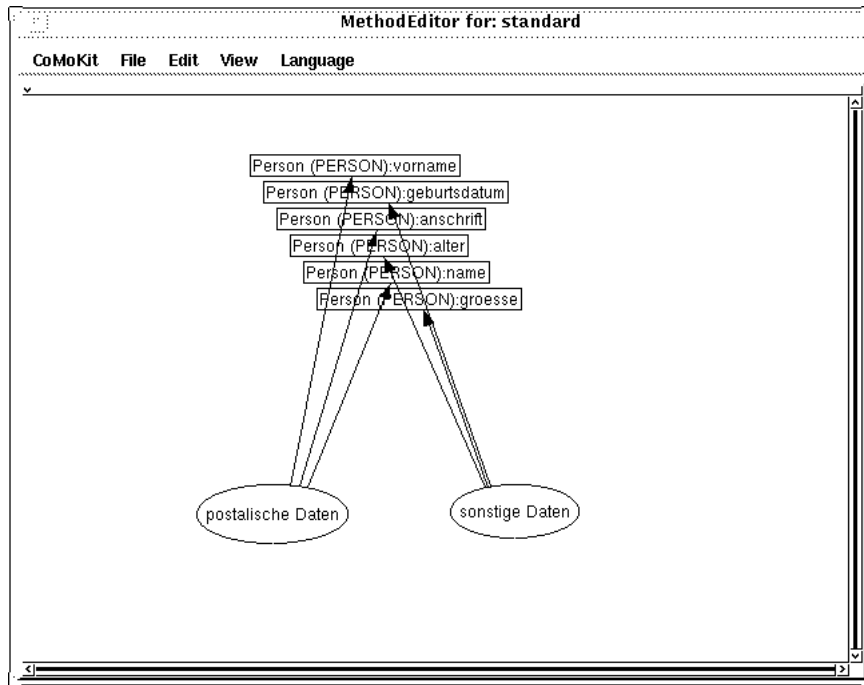 MethodEditor for: standard
CoMoKit File Edit View Language
Person (PERSON):vorname
Person (PERSON):geburtsdatum
Person (PERSON):anschrift
Person (PERSON):alter
Person (PERSON):name
Person (PERSON):groesse
postalische Daten sonstige Daten